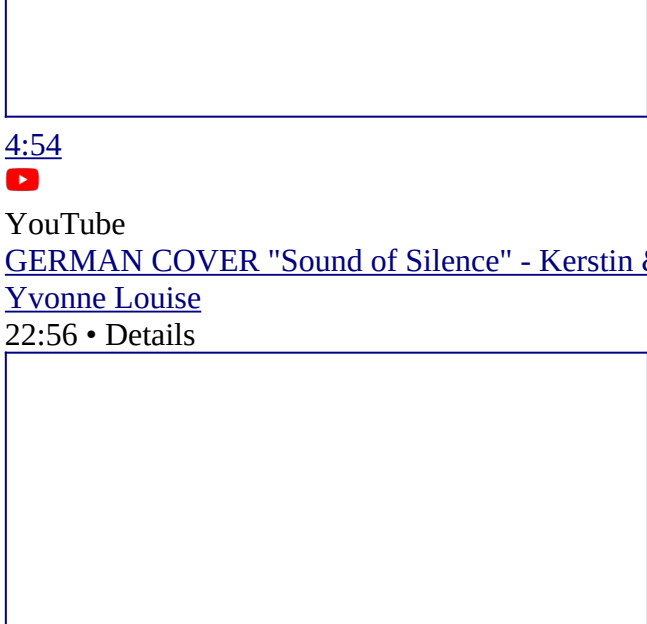 4:54
YouTube
GERMAN COVER "Sound of Silence" - Kerstin
Yvonne Louise
22:56 • Details